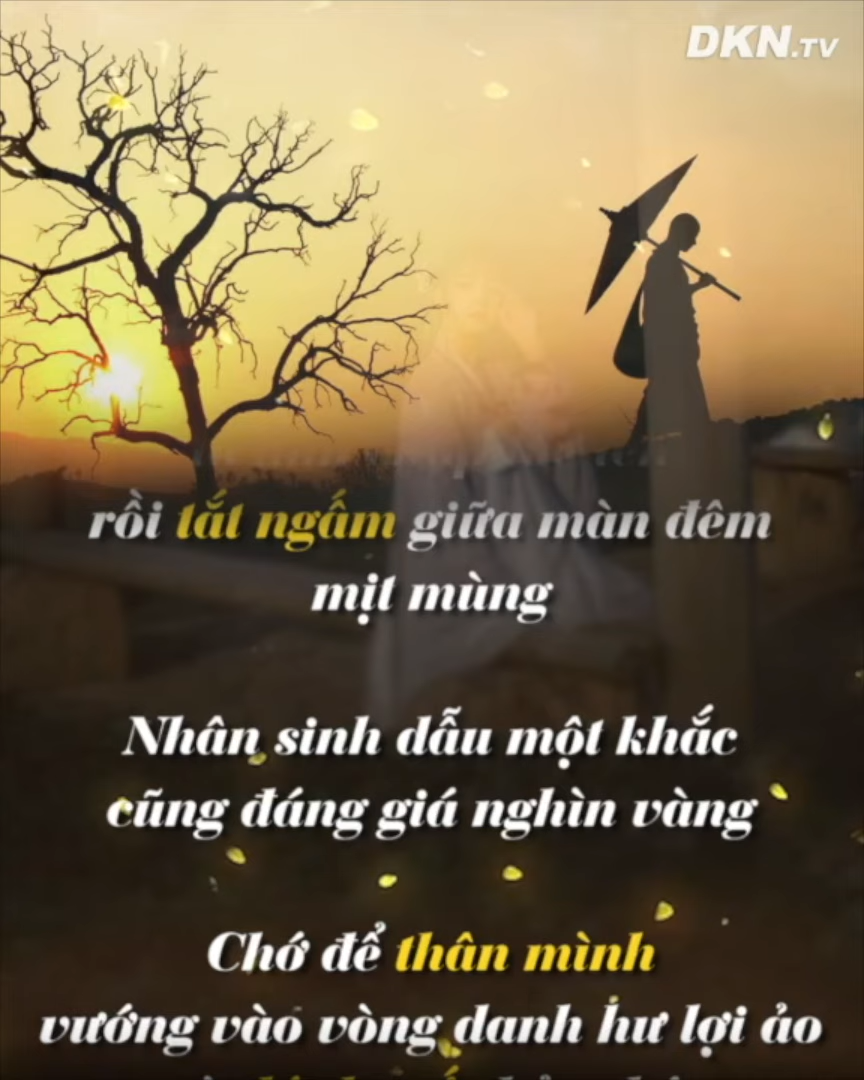 DKN.TV
rồi tắt ngấm giữa màn đêm
mịt mùng
Nhân sinh dẫu một khắc
cũng đáng giá nghìn vàng
Chớ để thân mình
vướng vào vòng danh hư lợi ảo